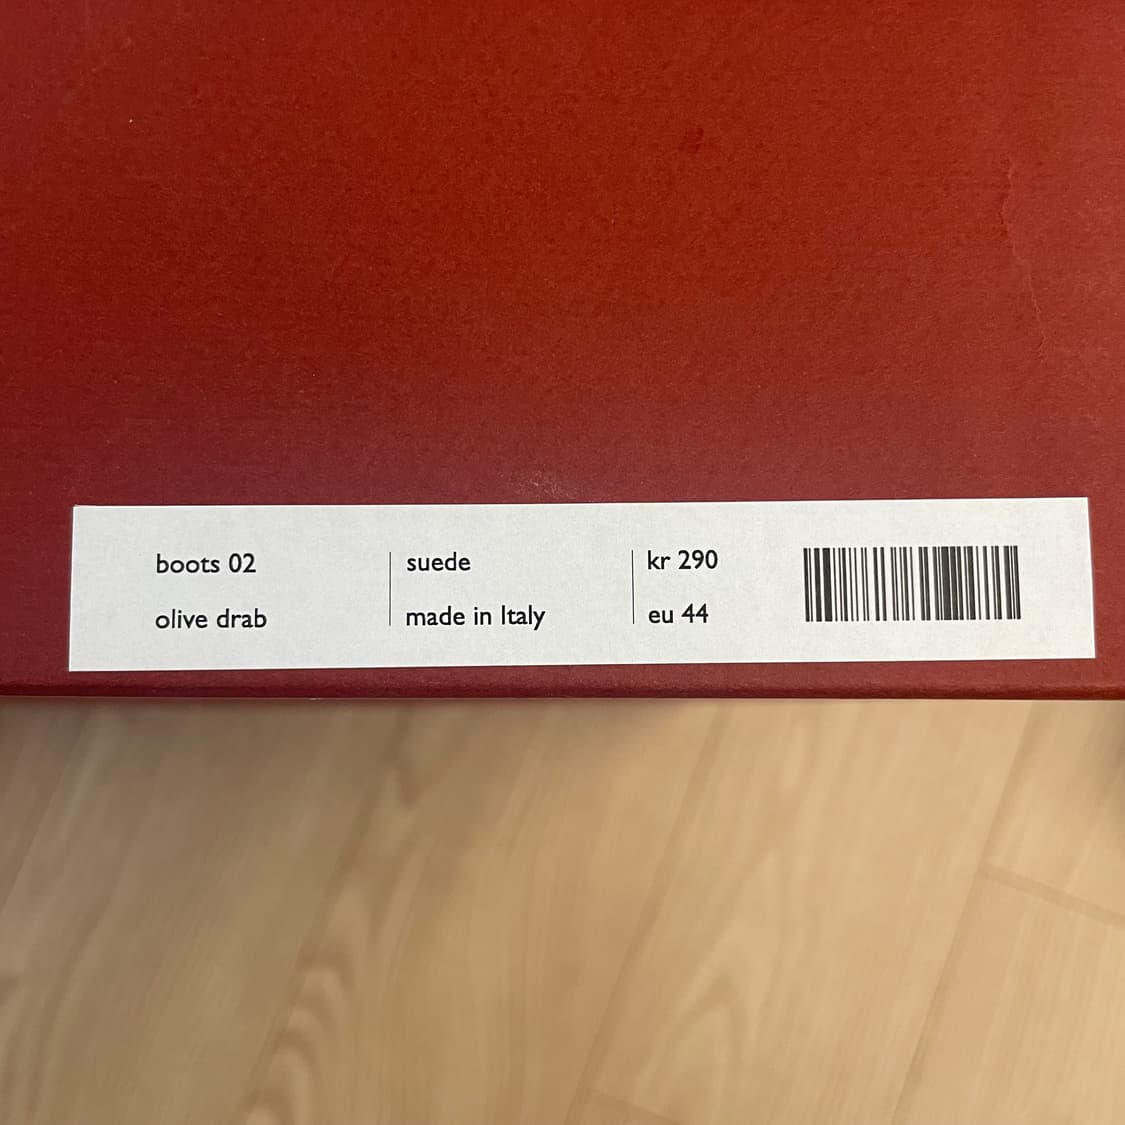 boots 02
olive drab
suede
made in Italy
kr 290
eu 44